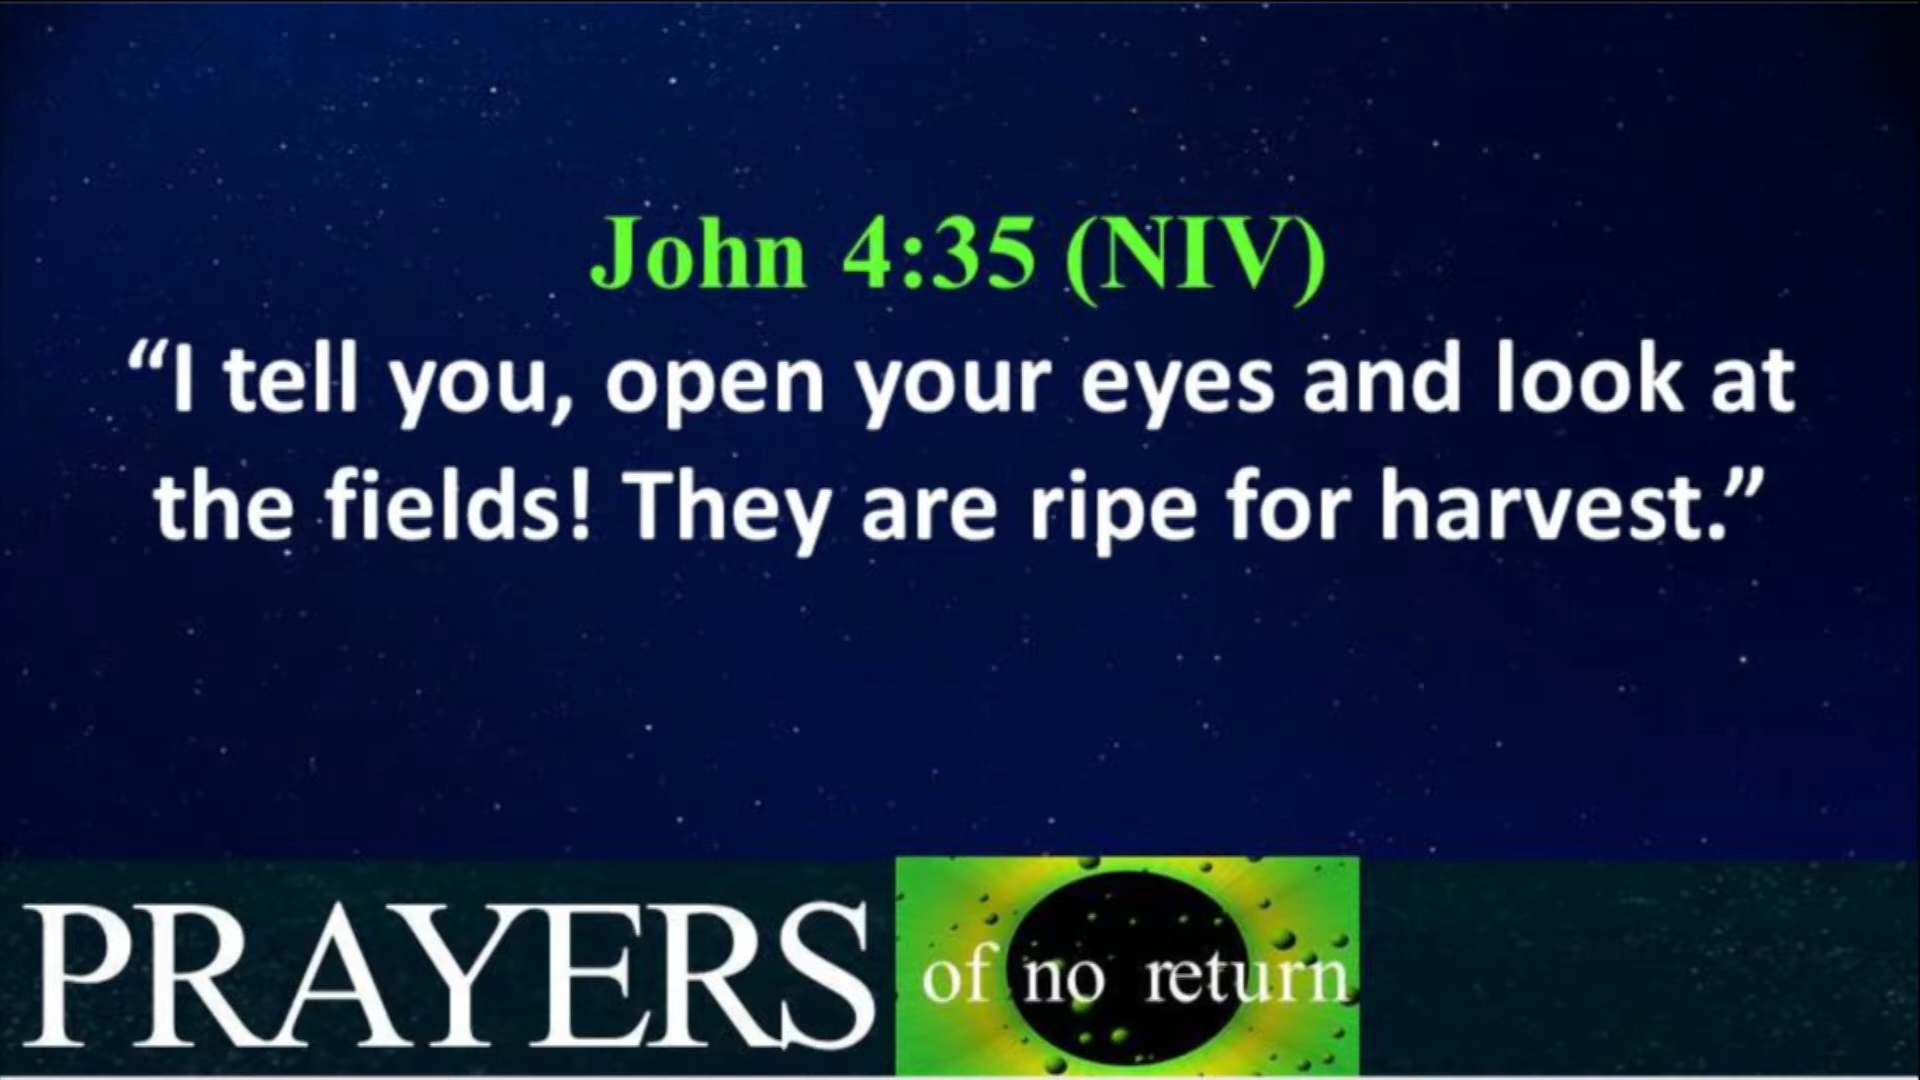 John 4:35 (NIV)
“I tell you, open your eyes and look at
the fields! They are ripe for harvest.”
PRAYERS of no return